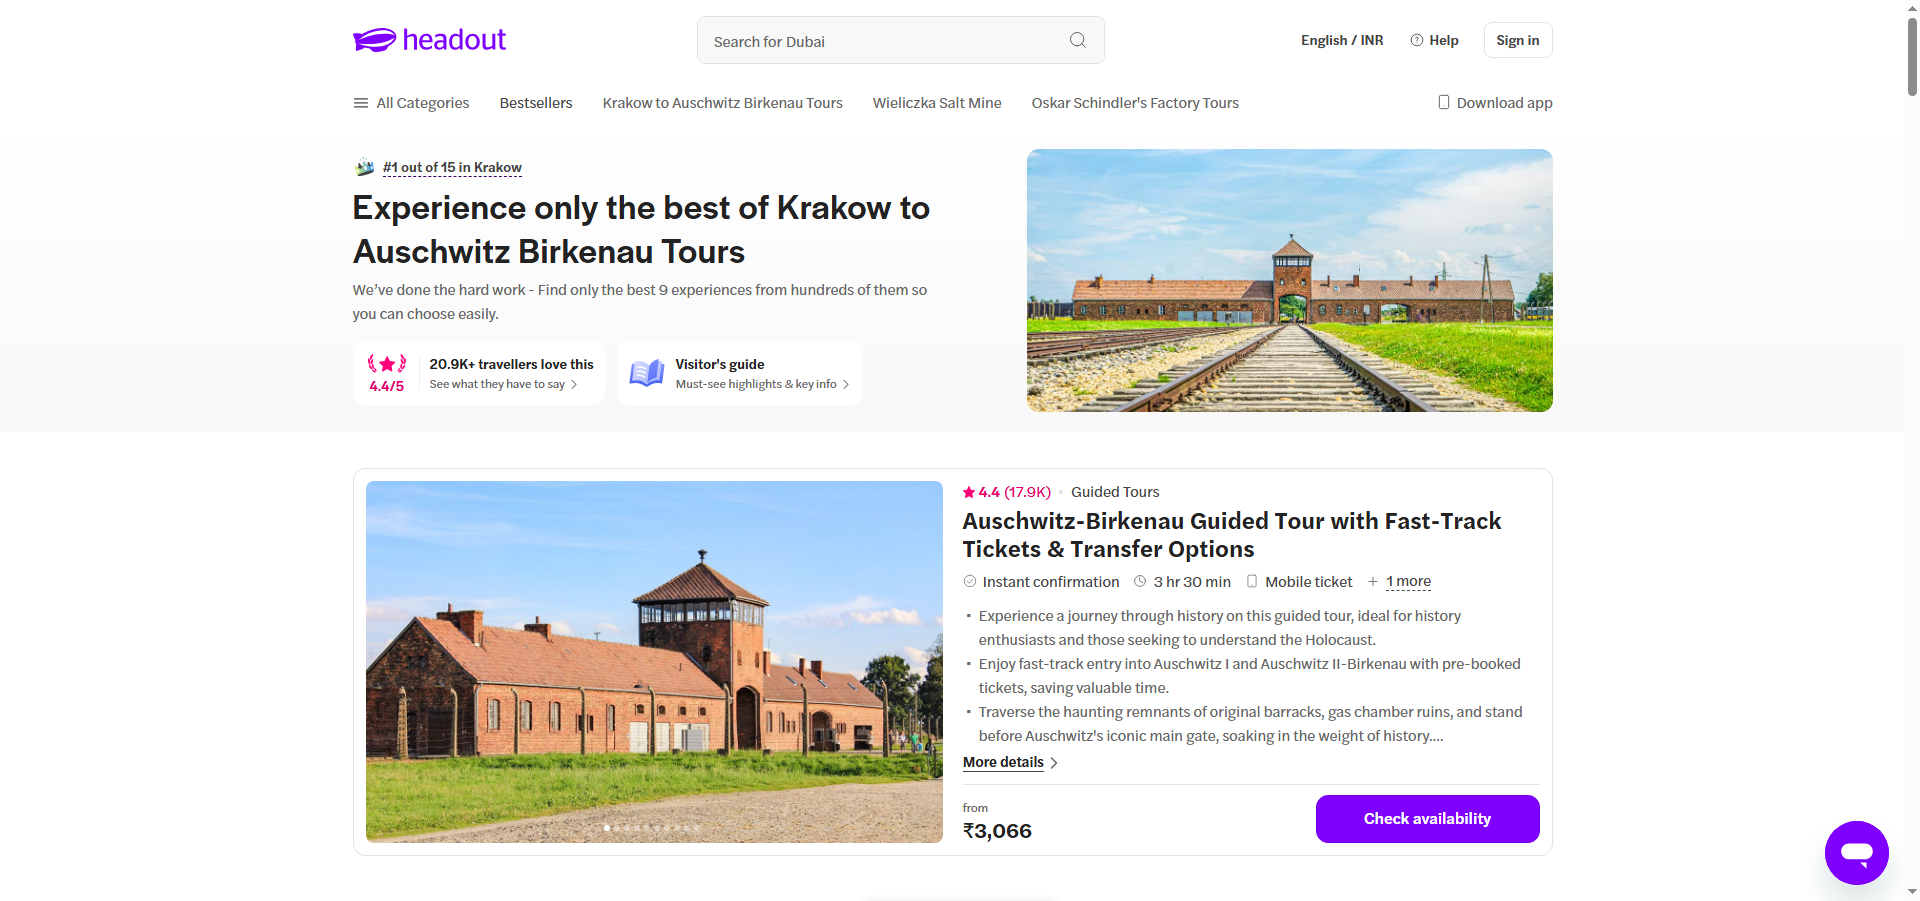 headout
Search for Dubai
English / INR
Help
Sign in
All Categories
Bestsellers
Krakow to Auschwitz Birkenau Tours
Wieliczka Salt Mine
Oskar Schindler's Factory Tours
Download app
#1 out of 15 in Krakow
Experience only the best of Krakow to
Auschwitz Birkenau Tours
We’ve done the hard work - Find only the best 9 experiences from hundreds of them so
you can choose easily.
4.4/5
20.9K+ travellers love this
See what they have to say
Visitor's guide
Must-see highlights & key info
4.4 (17.9K)
Guided Tours
Auschwitz-Birkenau Guided Tour with Fast-Track
Tickets & Transfer Options
Instant confirmation
3 hr 30 min
Mobile ticket
+ 1 more
· Experience a journey through history on this guided tour, ideal for history
enthusiasts and those seeking to understand the Holocaust.
· Enjoy fast-track entry into Auschwitz I and Auschwitz II-Birkenau with pre-booked
tickets, saving valuable time.
· Traverse the haunting remnants of original barracks, gas chamber ruins, and stand
before Auschwitz's iconic main gate, soaking in the weight of history....
More details
from
₹3,066
Check availability